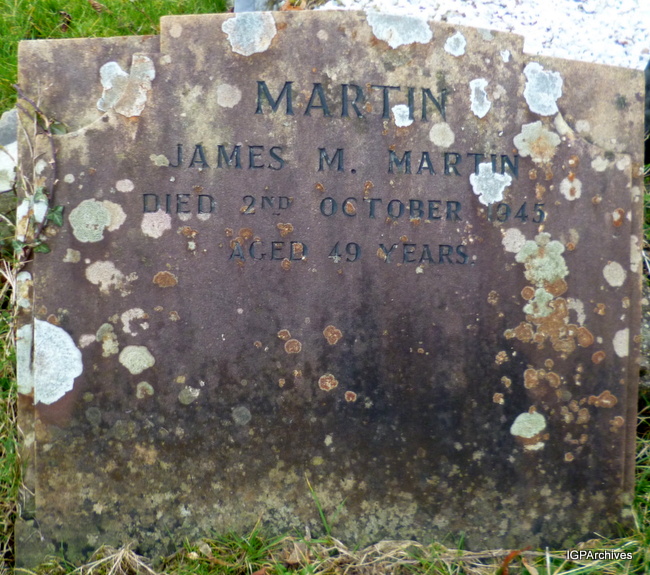 MARTIN
JAMES M. MARTIN
DIED 2ND OCTOBER 1945
AGED 49 YEARS.
IGPArchives